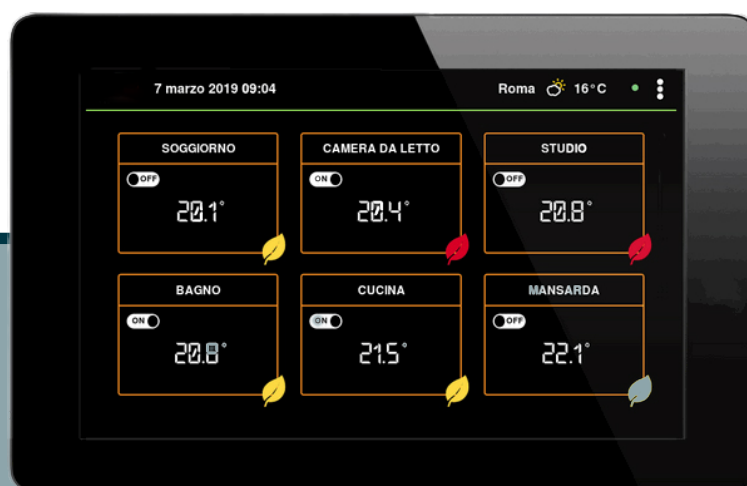 7 marzo 2019 09:04
Roma 16°C
SOGGIORNO
OFF
20.1°
CAMERA DA LETTO
ON
20.4°
STUDIO
OFF
20.8°
BAGNO
ON
20.8°
CUCINA
ON
21.5°
MANSARDA
OFF
22.1°